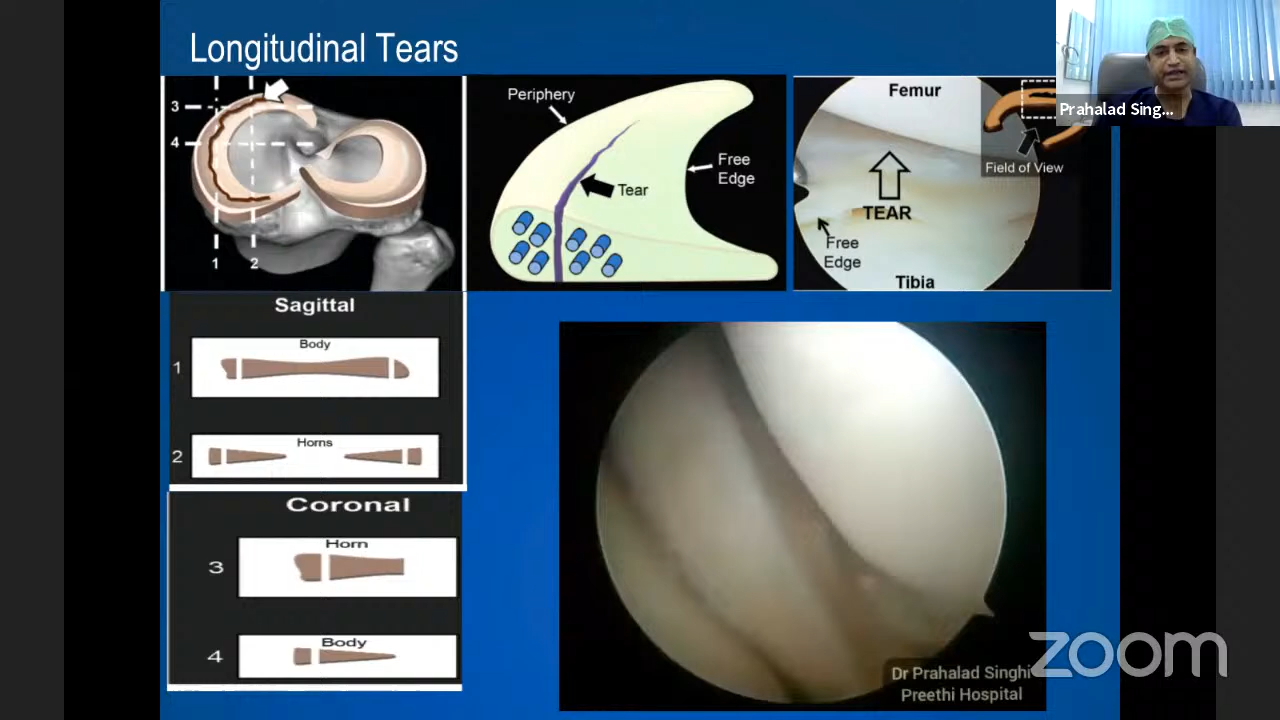 Longitudinal Tears
Prahalad Sing...
3
4
1
2
Periphery
Tear
Free
Edge
Femur
Field of View
TEAR
Free
Edge
Tibia
Sagittal
Body
1
Horns
2
Coronal
Horn
3
Body
4
Dr Prahalad Singhi
Preethi Hospital
zoom